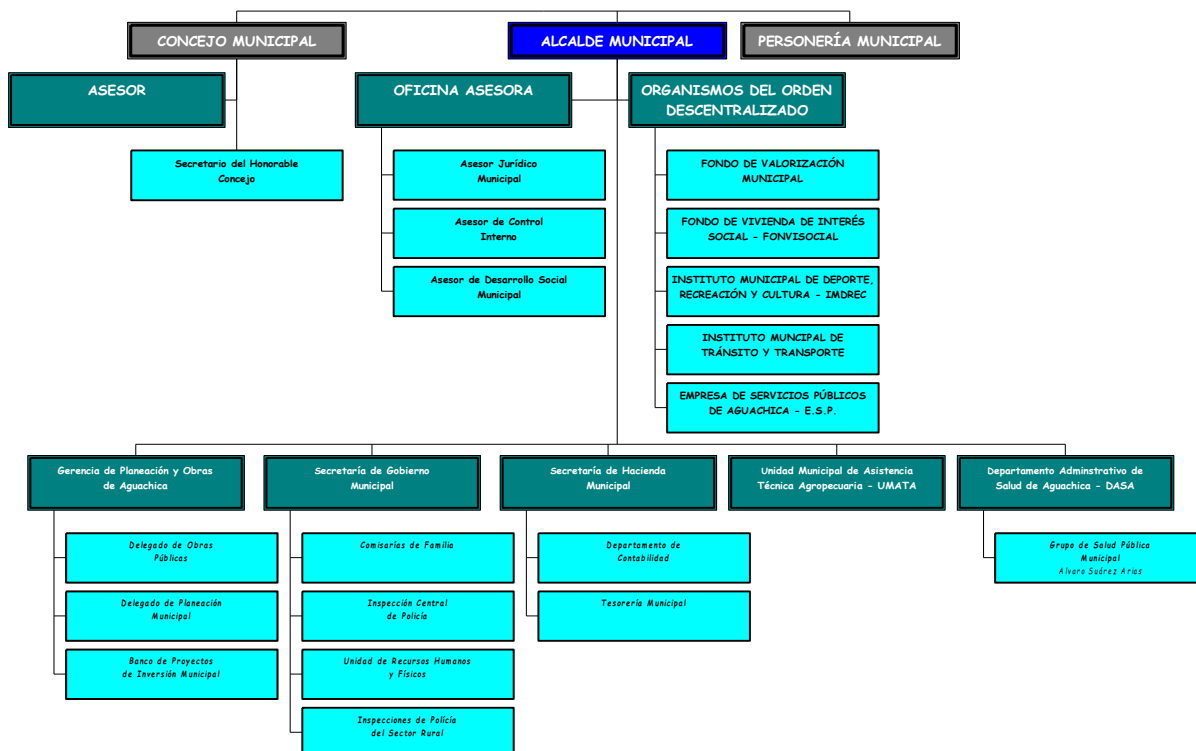 CONCEJO MUNICIPAL
ALCALDE MUNICIPAL
PERSONERÍA MUNICIPAL
ASESOR
OFICINA ASESORA
ORGANISMOS DEL ORDEN
DESCENTRALIZADO
Secretario del Honorable
Concejo
Asesor Jurídico
Municipal
Asesor de Control
Interno
Asesor de Desarrollo Social
Municipal
FONDO DE VALORIZACIÓN
MUNICIPAL
FONDO DE VIVIENDA DE INTERÉS
SOCIAL - FONVISOCIAL
INSTITUTO MUNICIPAL DE DEPORTE,
RECREACIÓN Y CULTURA - IMDREC
INSTITUTO MUNCIPAL DE
TRÁNSITO Y TRANSPORTE
EMPRESA DE SERVICIOS PÚBLICOS
DE AGUACHICA - E.S.P.
Gerencia de Planeación y Obras
de Aguachica
Delegado de Obras
Públicas
Delegado de Planeación
Municipal
Banco de Proyectos
de Inversión Municipal
Secretaría de Gobierno
Municipal
Comisarías de Familia
Inspección Central
de Policía
Unidad de Recursos Humanos
y Físicos
Inspecciones de Polícía
del Sector Rural
Secretaría de Hacienda
Municipal
Departamento de
Contabilidad
Tesorería Municipal
Unidad Municipal de Asistencia
Técnica Agropecuaria - UMATA
Departamento Adminstrativo de
Salud de Aguachica - DASA
Grupo de Salud Pública
Municipal
Alvaro Suárez Arias